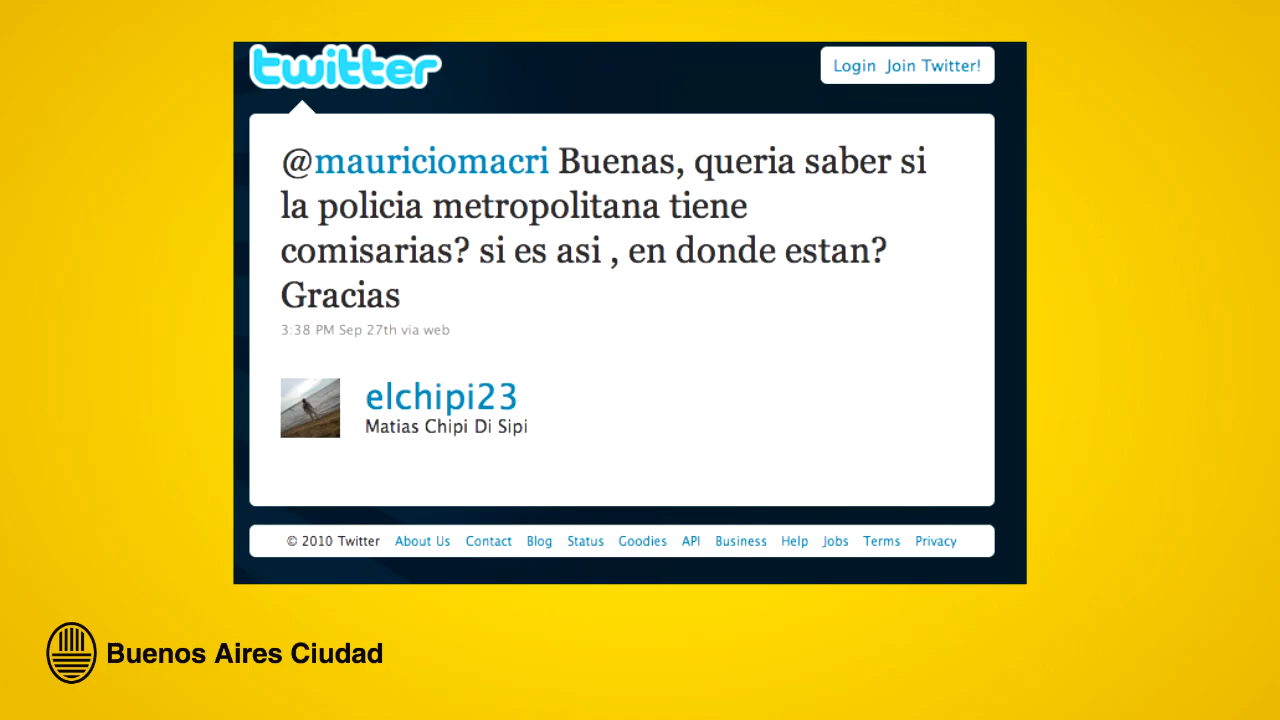 twitter
Login Join Twitter!
@mauriciomacri Buenas, queria saber si
la policia metropolitana tiene
comisarias? si es asi , en donde estan?
Gracias
3:38 PM Sep 27th via web
elchipi23
Matias Chipi Di Sipi
© 2010 Twitter About Us Contact Blog Status Goodies API Business Help Jobs Terms Privacy
Buenos Aires Ciudad